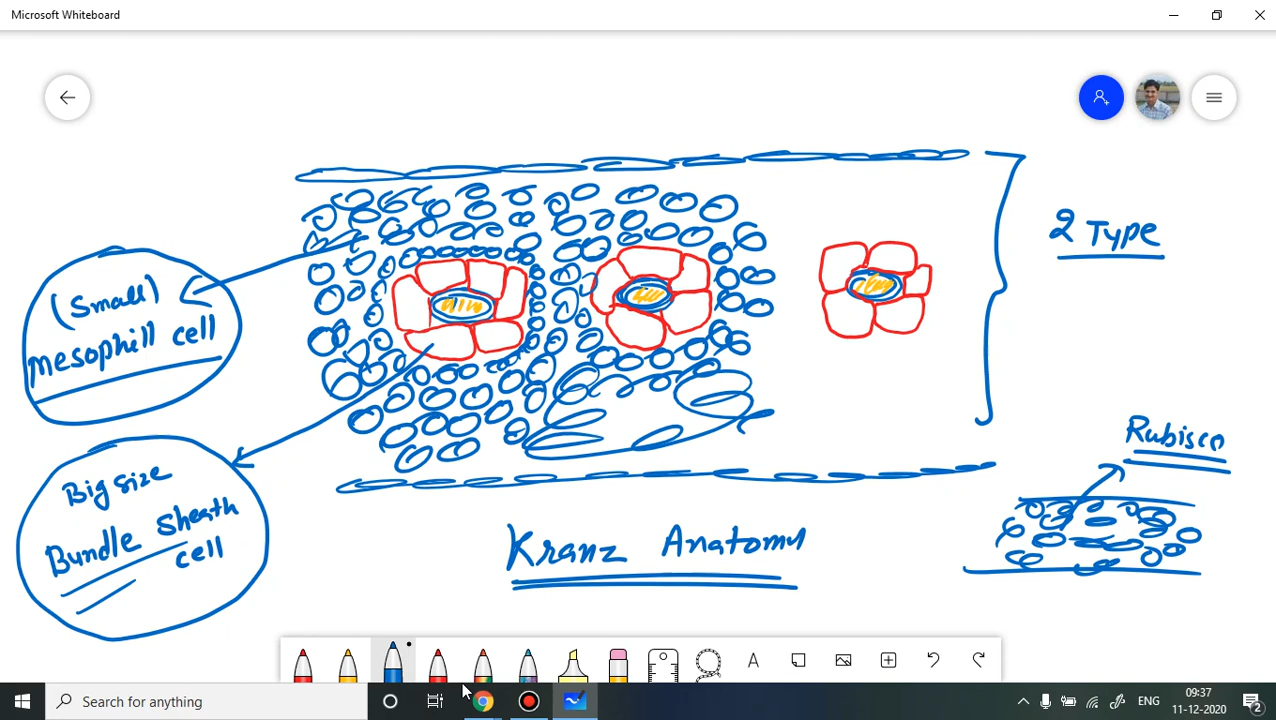 Microsoft Whiteboard
2 Type
(Small)
mesophill cell
Rubisco
Big size
Bundle Sheath
cell
Kranz Anatomy
A
Search for anything
ENG
09:37
11-12-2020
2